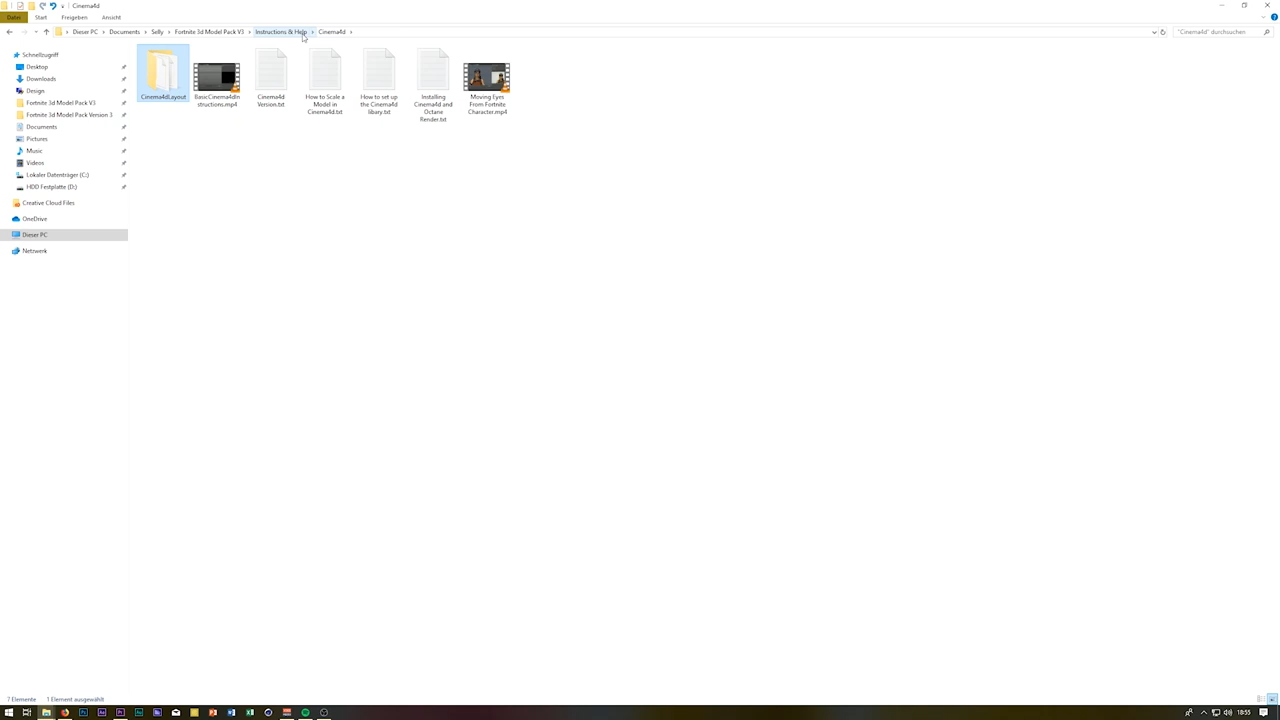 Cinema4d
Datei Start Freigeben Ansicht
Dieser PC Documents Selly Fortnite 3d Model Pack V3 Instructions & Help Cinema4d "Cinema4d" durchsuchen
Schnellzugriff
Desktop
Downloads
Design
Fortnite 3d Model Pack V3
Fortnite 3d Model Pack Version 3
Documents
Pictures
Music
Videos
Lokaler Datenträger (C:)
HDD Festplatte (D:)
Creative Cloud Files
OneDrive
Dieser PC
Netzwerk
Cinema4dLayout
BasicCinema4dIn
structions.mp4
Cinema4d
Version.txt
How to Scale a
Model in
Cinema4d.txt
How to set up
the Cinema4d
libary.txt
Installing
Cinema4d and
Octane
Render.txt
Moving Eyes
From Fortnite
Character.mp4
7 Elemente 1 Element ausgewählt
18:55